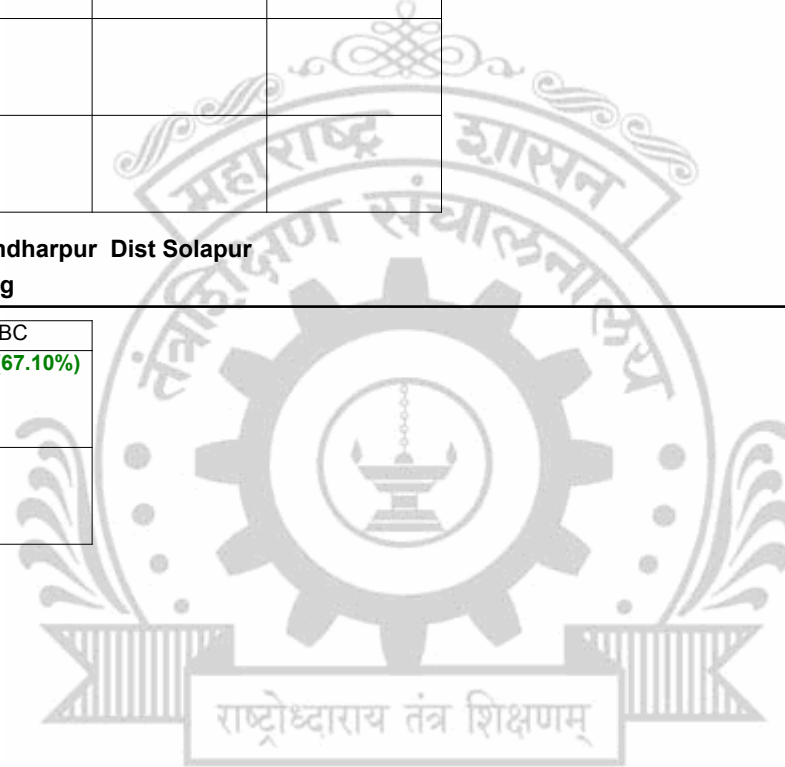 महाराष्ट्र शासन
तंत्रशिक्षण संचालनालय
ndharpur Dist Solapur
g
BC
67.10%)
राष्ट्रोध्दाराय तंत्र शिक्षणम्